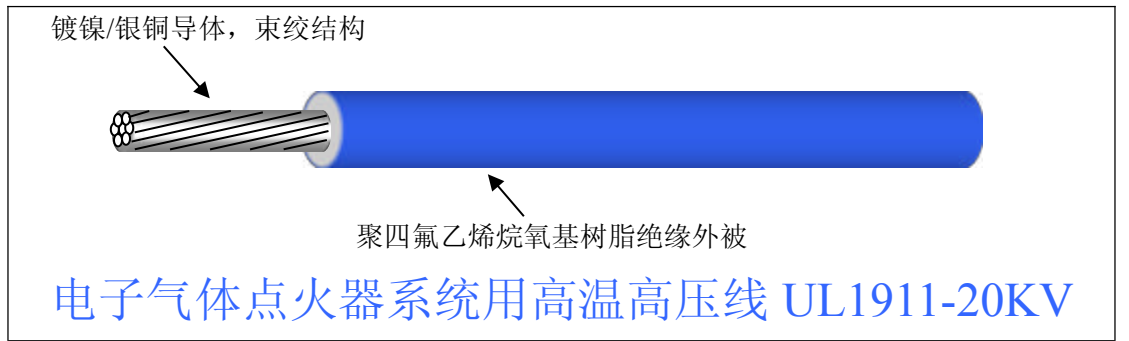 镀镍/银铜导体，束绞结构
聚四氟乙烯烷氧基树脂绝缘外被
电子气体点火器系统用高温高压线 UL1911-20KV